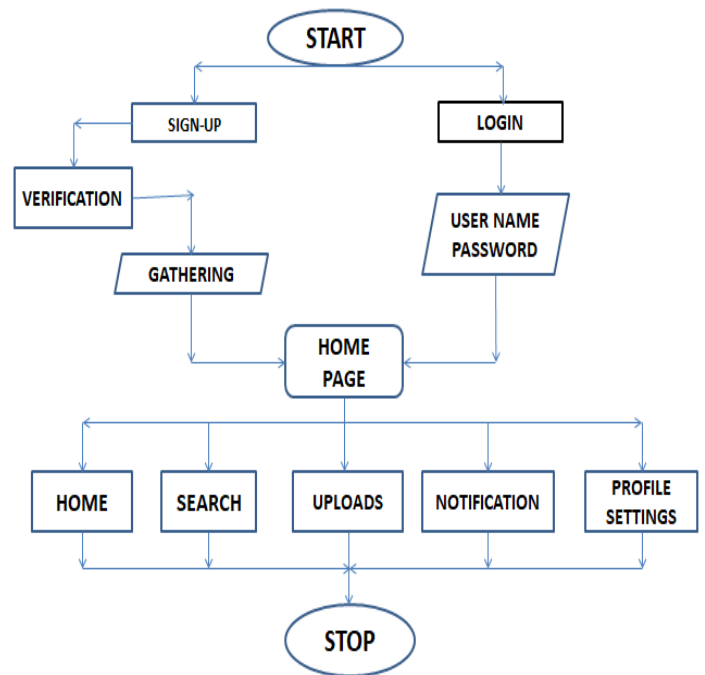 START
SIGN-UP
LOGIN
VERIFICATION
USER NAME
PASSWORD
GATHERING
HOME
PAGE
HOME
SEARCH
UPLOADS
NOTIFICATION
PROFILE
SETTINGS
STOP